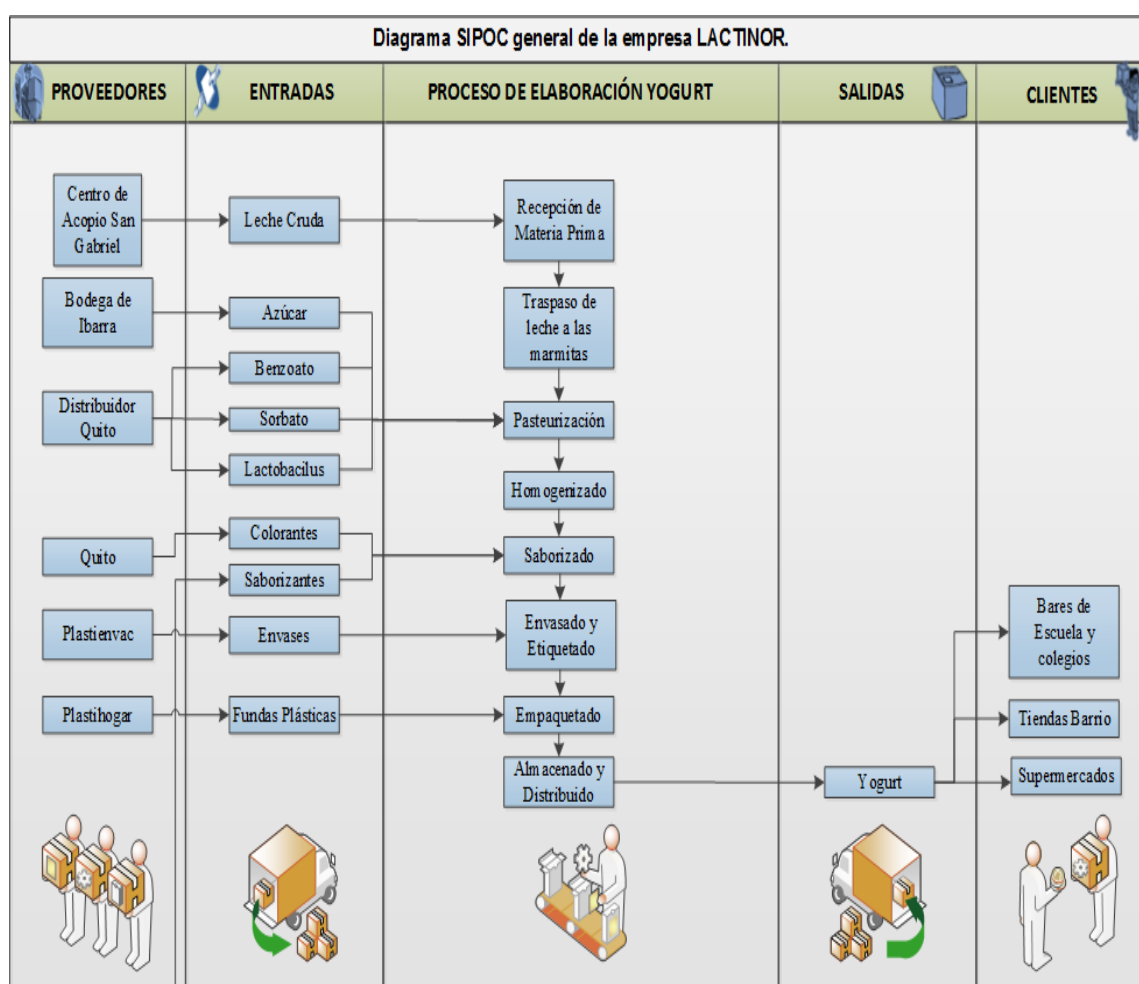 Diagrama SIPOC general de la empresa LACTINOR.
PROVEEDORES
ENTRADAS
PROCESO DE ELABORACIÓN YOGURT
SALIDAS
CLIENTES
Centro de
Acopio San
Gabriel
Leche Cruda
Recepción de
Materia Prima
Bodega de
Ibarra
Azúcar
Traspaso de
leche a las
marmitas
Benzoato
Distribuidor
Quito
Sorbato
Pasteurización
Lactobacilus
Homogenizado
Quito
Colorantes
Saborizado
Saborizantes
Plastienvac
Envases
Envasado y
Etiquetado
Bares de
Escuela y
colegios
Plastihogar
Fundas Plásticas
Empaquetado
Tiendas Barrio
Almacenado y
Distribuido
Yogurt
Supermercados